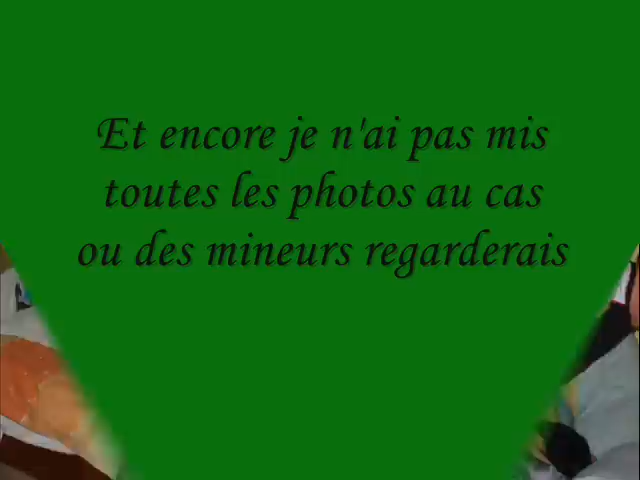 Et encore je n'ai pas mis
toutes les photos au cas
ou des mineurs regarderais